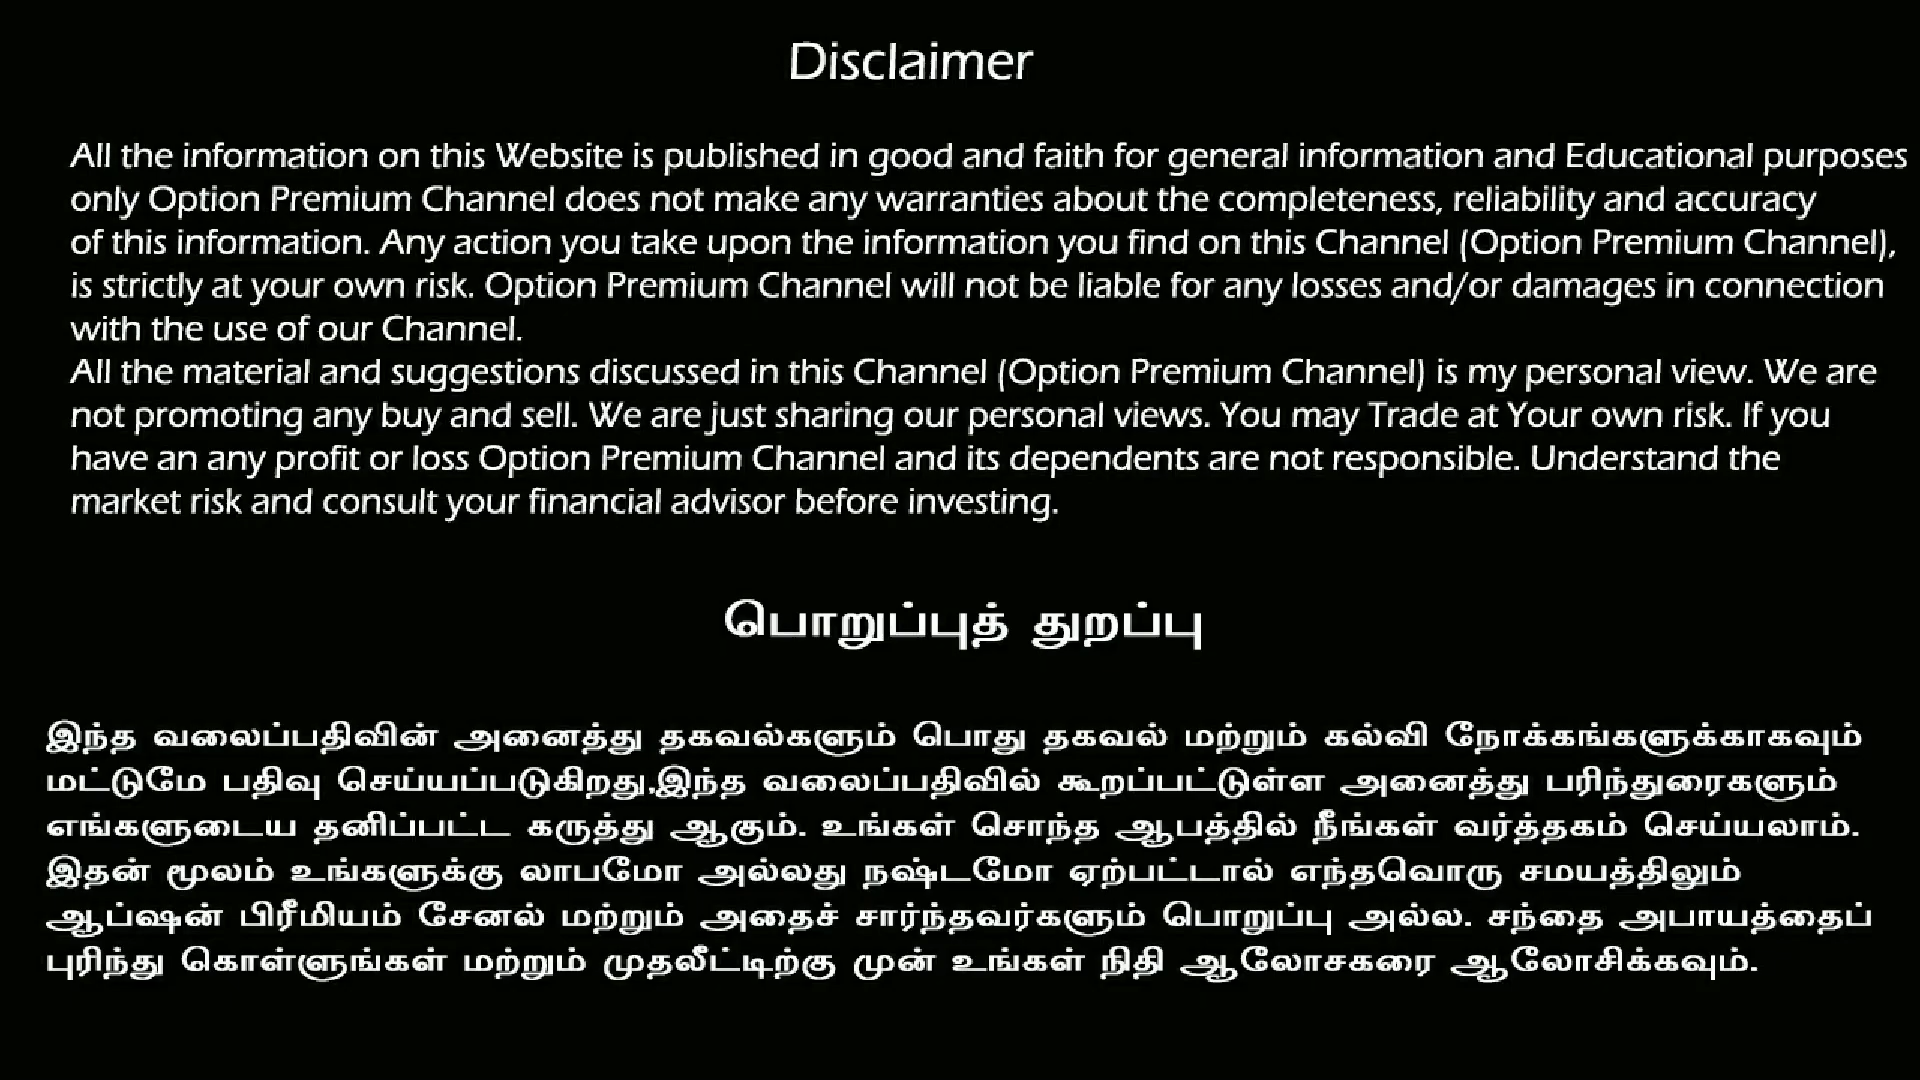 Disclaimer
All the information on this Website is published in good and faith for general information and Educational purposes
only Option Premium Channel does not make any warranties about the completeness, reliability and accuracy
of this information. Any action you take upon the information you find on this Channel (Option Premium Channel),
is strictly at your own risk. Option Premium Channel will not be liable for any losses and/or damages in connection
with the use of our Channel.
All the material and suggestions discussed in this Channel (Option Premium Channel) is my personal view. We are
not promoting any buy and sell. We are just sharing our personal views. You may Trade at Your own risk. If you
have an any profit or loss Option Premium Channel and its dependents are not responsible. Understand the
market risk and consult your financial advisor before investing.
பொறுப்புத் துறப்பு
இந்த வலைப்பதிவின் அனைத்து தகவல்களும் பொது தகவல் மற்றும் கல்வி நோக்கங்களுக்காகவும்
மட்டுமே பதிவு செய்யப்படுகிறது.இந்த வலைப்பதிவில் கூறப்பட்டுள்ள அனைத்து பரிந்துரைகளும்
எங்களுடைய தனிப்பட்ட கருத்து ஆகும். உங்கள் சொந்த ஆபத்தில் நீங்கள் வர்த்தகம் செய்யலாம்.
இதன் மூலம் உங்களுக்கு லாபமோ அல்லது நஷ்டமோ ஏற்பட்டால் எந்தவொரு சமயத்திலும்
ஆப்ஷன் பிரீமியம் சேனல் மற்றும் அதைச் சார்ந்தவர்களும் பொறுப்பு அல்ல. சந்தை அபாயத்தைப்
புரிந்து கொள்ளுங்கள் மற்றும் முதலீட்டிற்கு முன் உங்கள் நிதி ஆலோசகரை ஆலோசிக்கவும்.